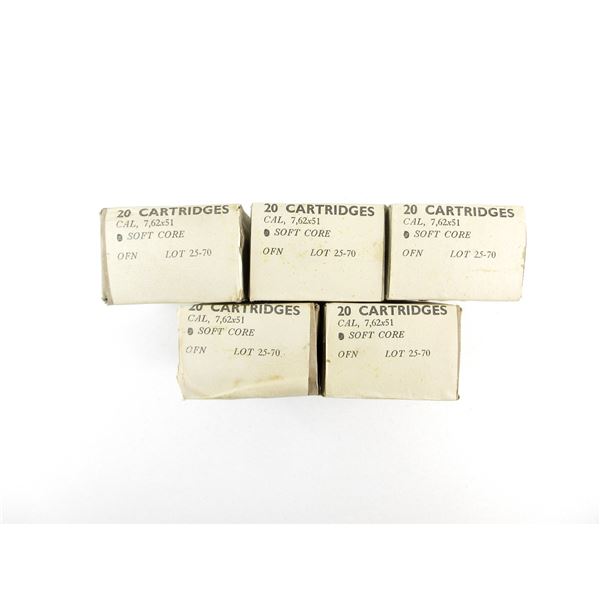 20 CARTRIDGES
CAL, 7,62x51
SOFT CORE
OFN LOT 25-70
20 CARTRIDGES
CAL, 7,62x51
SOFT CORE
OFN LOT 25-70
20 CARTRIDGES
CAL, 7,62x51
SOFT CORE
OFN LOT 25-70
20 CARTRIDGES
CAL, 7,62x51
SOFT CORE
OFN LOT 25-70
20 CARTRIDGES
CAL, 7,62x51
SOFT CORE
OFN LOT 25-70